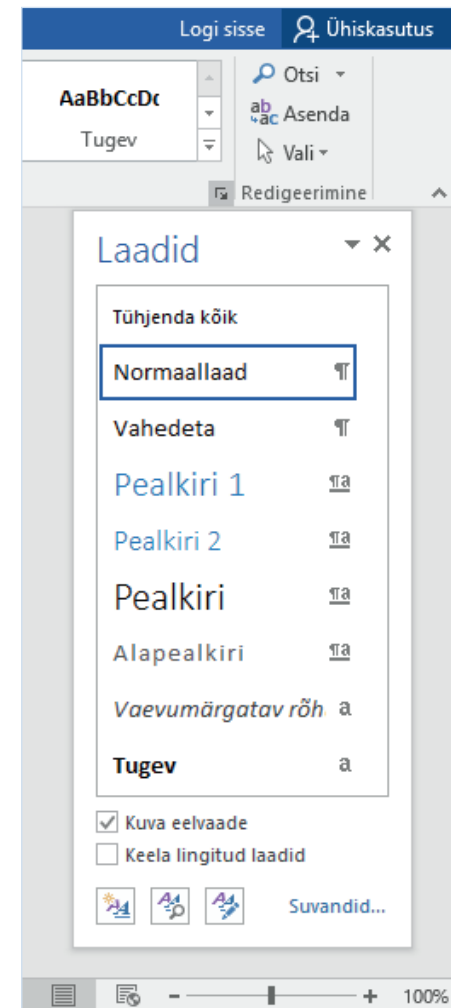 Logi sisse Ühiskasutus
AaBbCcDc
Tugev
Otsi
Asenda
Vali
Redigeerimine
Laadid
Tühjenda kõik
Normaallaad ¶
Vahedeta ¶
Pealkiri 1 ¶a
Pealkiri 2 ¶a
Pealkiri ¶a
Alapealkiri ¶a
Vaevumärgatav rõh a
Tugev a
Kuva eelvaade
Keela lingitud laadid
Suvandid...
100%